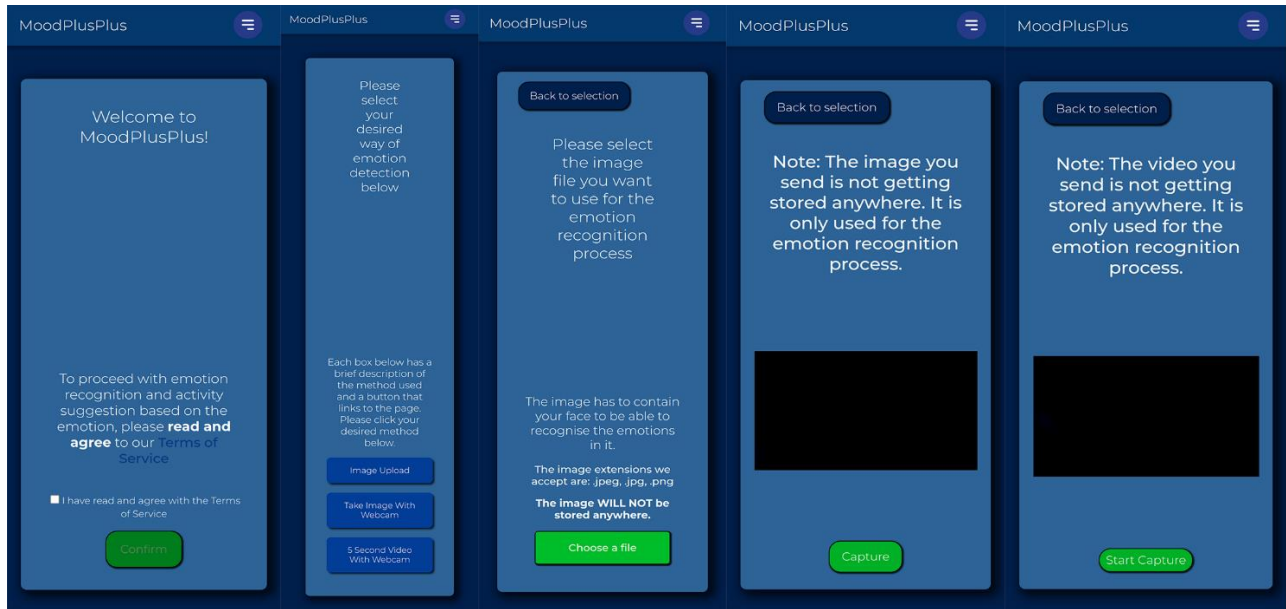 MoodPlusPlus
Welcome to
MoodPlusPlus!
To proceed with emotion
recognition and activity
suggestion based on the
emotion, please read and
agree to our Terms of
Service
I have read and agree with the Terms
of Service
Confirm
MoodPlusPlus
Please
select
your
desired
way of
emotion
detection
below
Each box below has a
brief description of
the method used
and a button that
links to the page.
Please click your
desired method
below.
Image Upload
Take Image With
Webcam
5 Second Video
With Webcam
MoodPlusPlus
Back to selection
Please select
the image
file you want
to use for the
emotion
recognition
process
The image has to contain
your face to be able to
recognise the emotions
in it.
The image extensions we
accept are: .jpeg, .jpg, .png
The image WILL NOT be
stored anywhere.
Choose a file
MoodPlusPlus
Back to selection
Note: The image you
send is not getting
stored anywhere. It is
only used for the
emotion recognition
process.
Capture
MoodPlusPlus
Back to selection
Note: The video you
send is not getting
stored anywhere. It is
only used for the
emotion recognition
process.
Start Capture